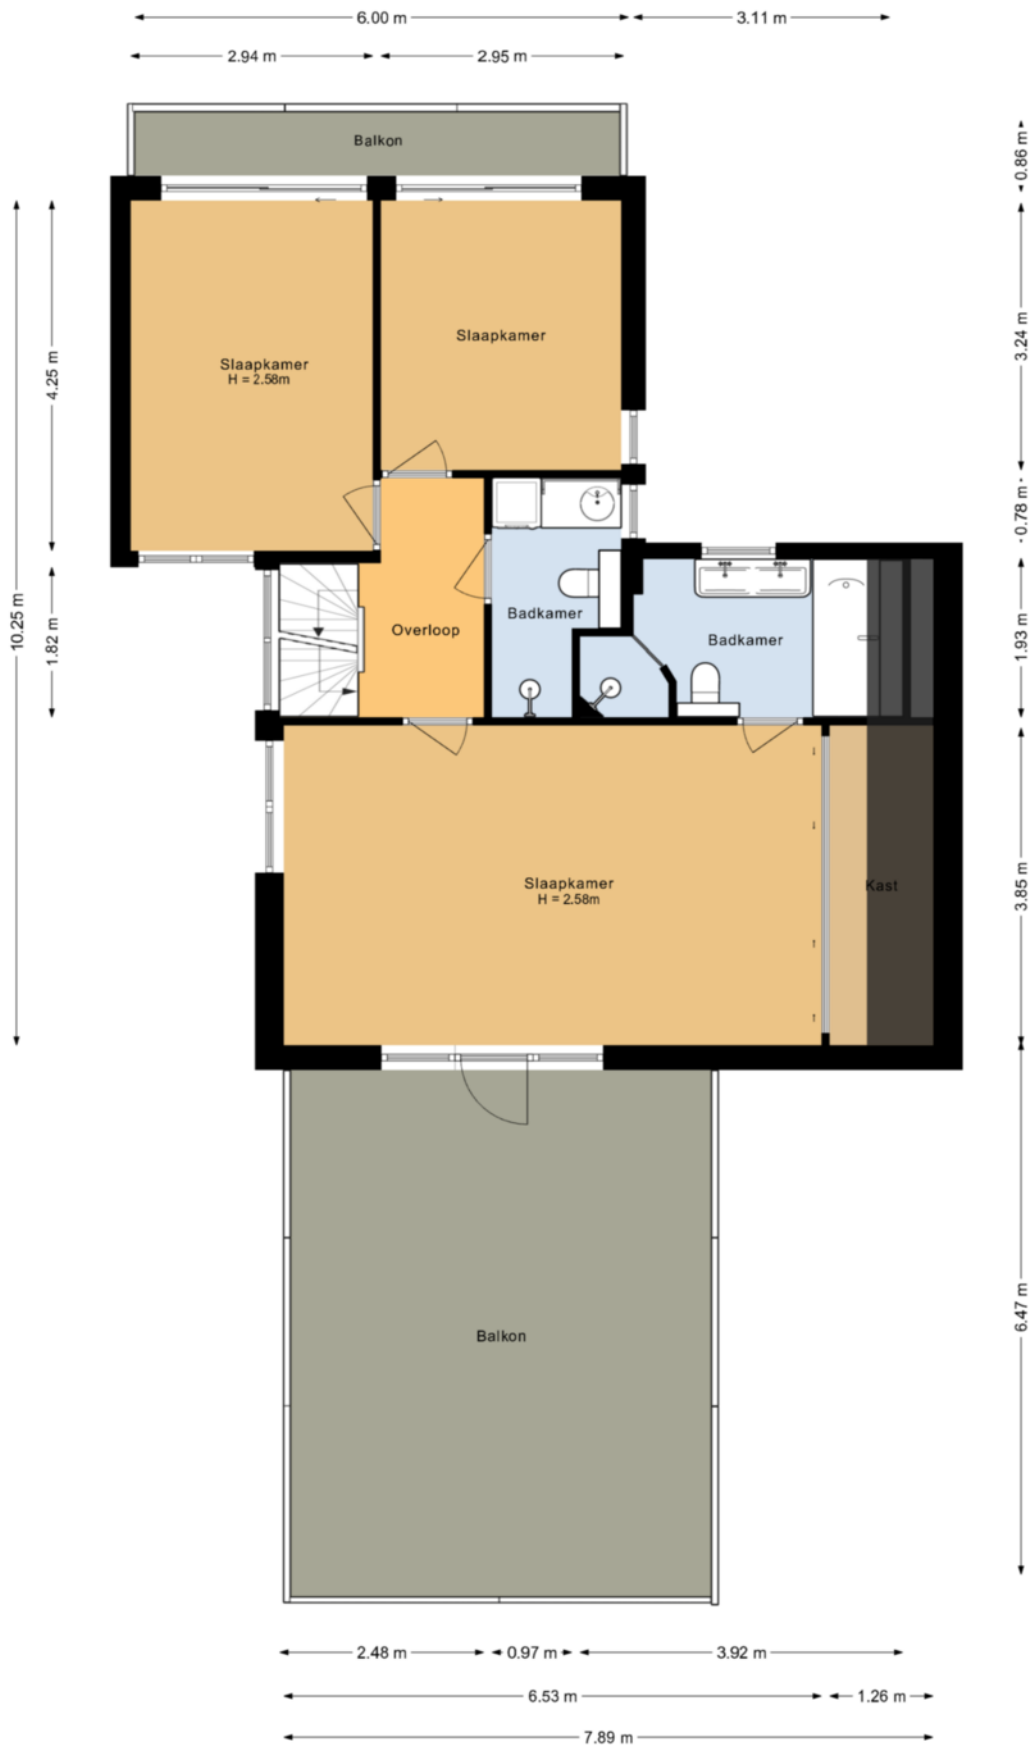 6.00 m
3.11 m
2.94 m
2.95 m
Balkon
0.86 m
Slaapkamer
3.24 m
Slaapkamer
H = 2.58m
4.25 m
0.78 m
Badkamer
Overloop
Badkamer
10.25 m
1.82 m
1.93 m
Slaapkamer
H = 2.58m
Kast
3.85 m
Balkon
6.47 m
2.48 m
0.97 m
3.92 m
6.53 m
1.26 m
7.89 m